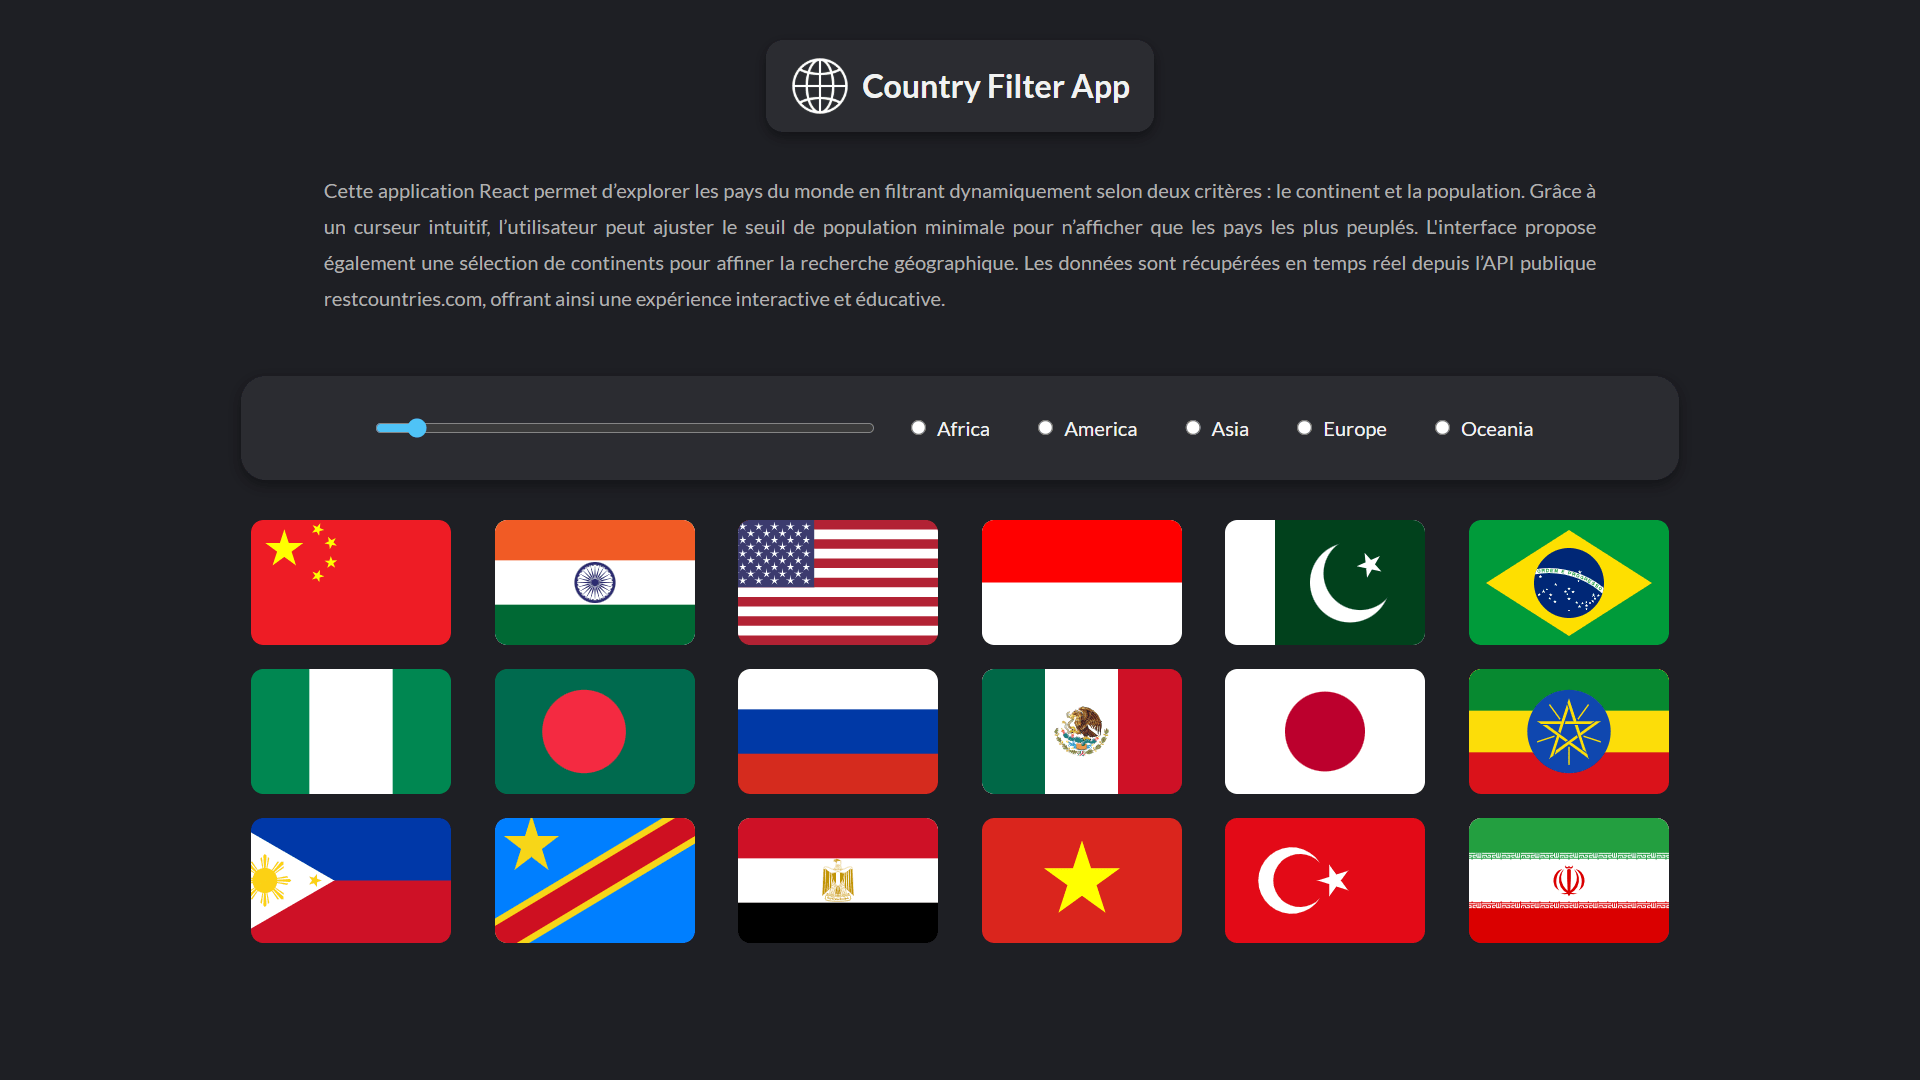 Country Filter App
Cette application React permet d’explorer les pays du monde en filtrant dynamiquement selon deux critères : le continent et la population. Grâce à
un curseur intuitif, l’utilisateur peut ajuster le seuil de population minimale pour n’afficher que les pays les plus peuplés. L'interface propose
également une sélection de continents pour affiner la recherche géographique. Les données sont récupérées en temps réel depuis l’API publique
restcountries.com, offrant ainsi une expérience interactive et éducative.
Africa America Asia Europe Oceania